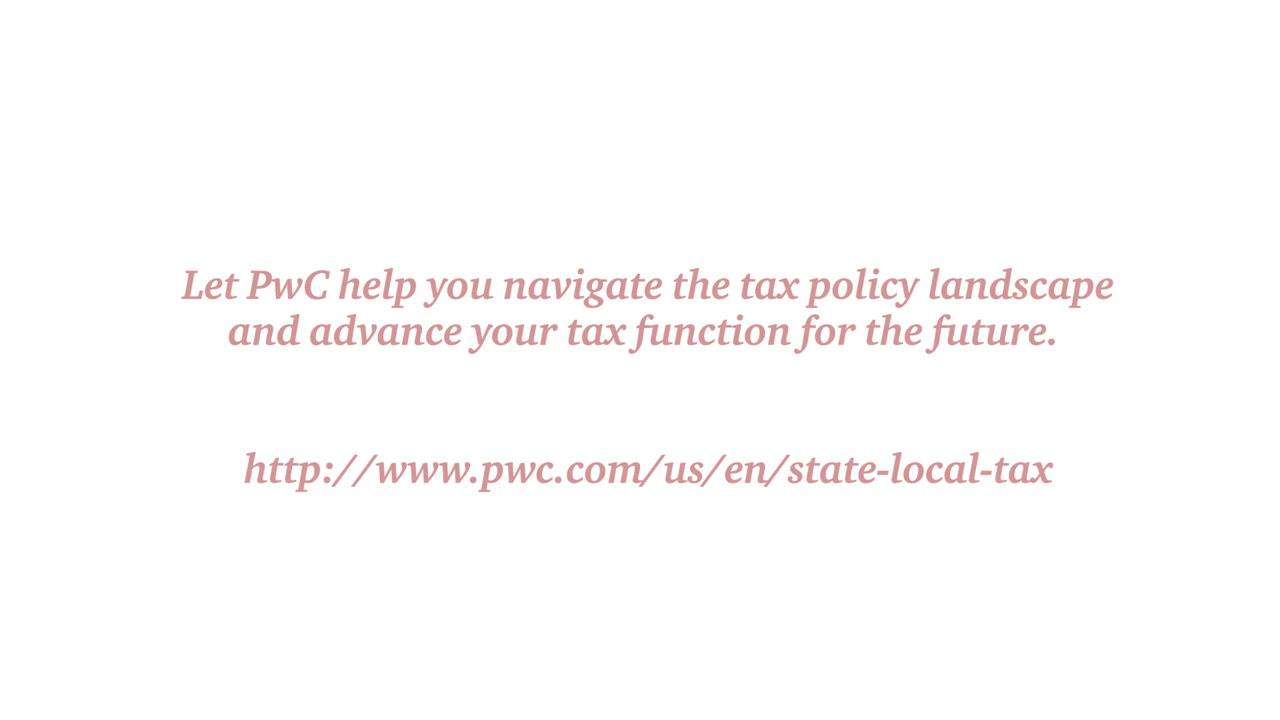 Let PwC help you navigate the tax policy landscape
and advance your tax function for the future.
http://www.pwc.com/us/en/state-local-tax